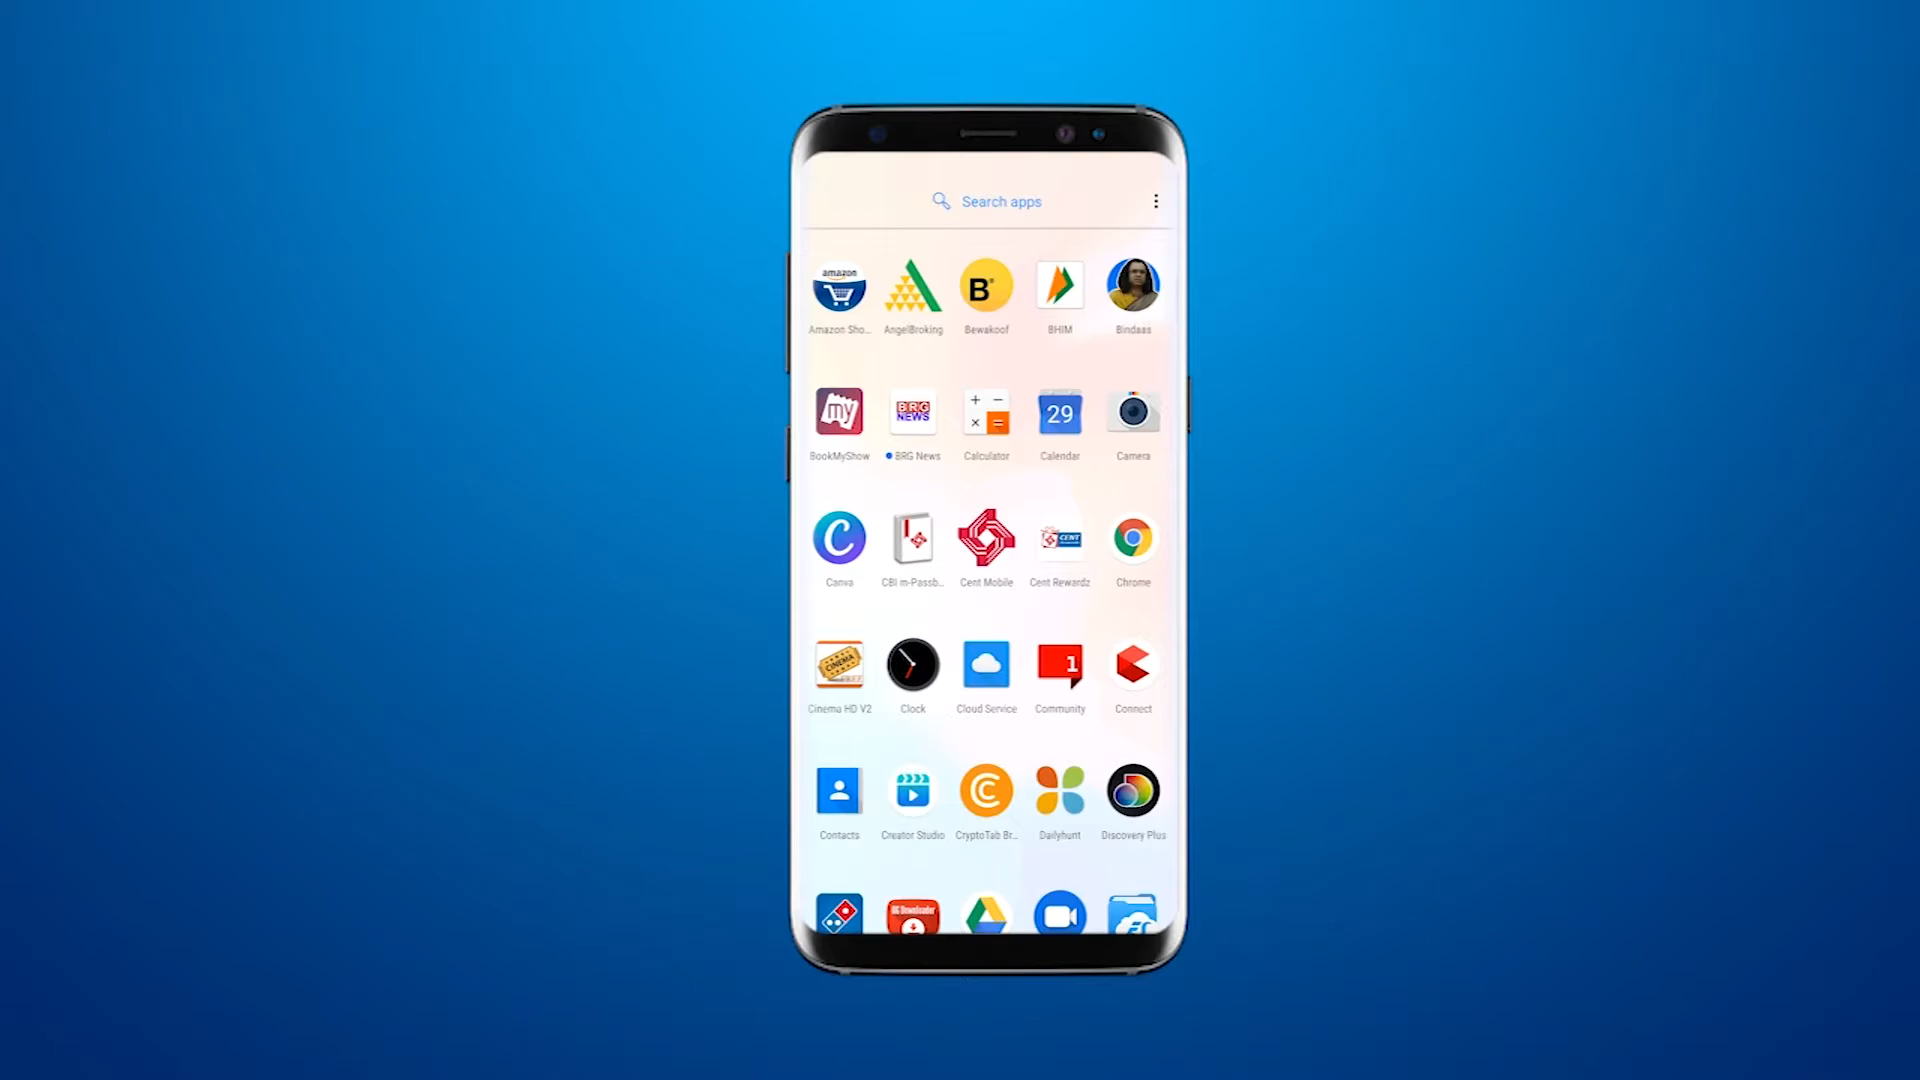 Search apps
amazon
B
Amazon Sho...
AngelBroking
Bewakoof
BHIM
Bindaas
my
BRG
NEWS
+ −
× =
29
BookMyShow
BRG News
Calculator
Calendar
Camera
C
CENT
Canva
CBI m-Passb...
Cent Mobile
Cent Rewardz
Chrome
CINEMA
1
Cinema HD V2
Clock
Cloud Service
Community
Connect
C
Contacts
Creator Studio
CryptoTab Br...
Dailyhunt
Discovery Plus
BG Downloader